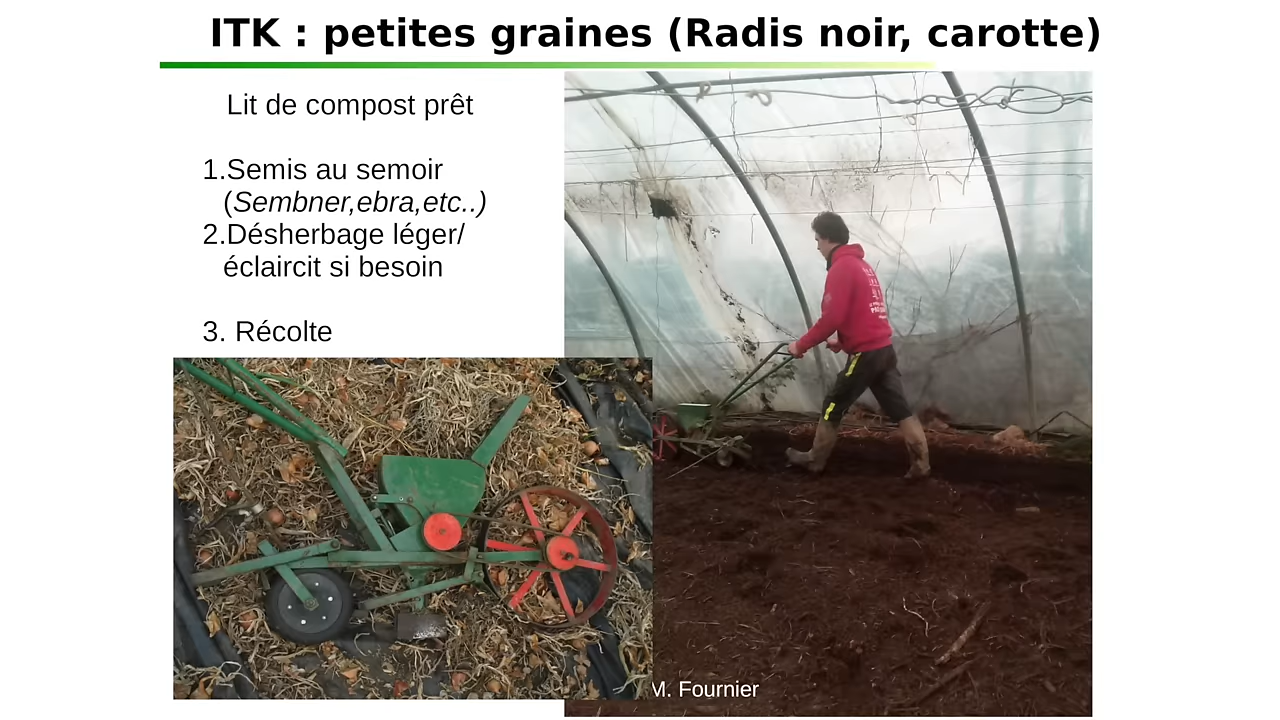 ITK : petites graines (Radis noir, carotte)
Lit de compost prêt
1.Semis au semoir
(Sembner,ebra,etc..)
2.Désherbage léger/
éclaircit si besoin
3. Récolte
M. Fournier